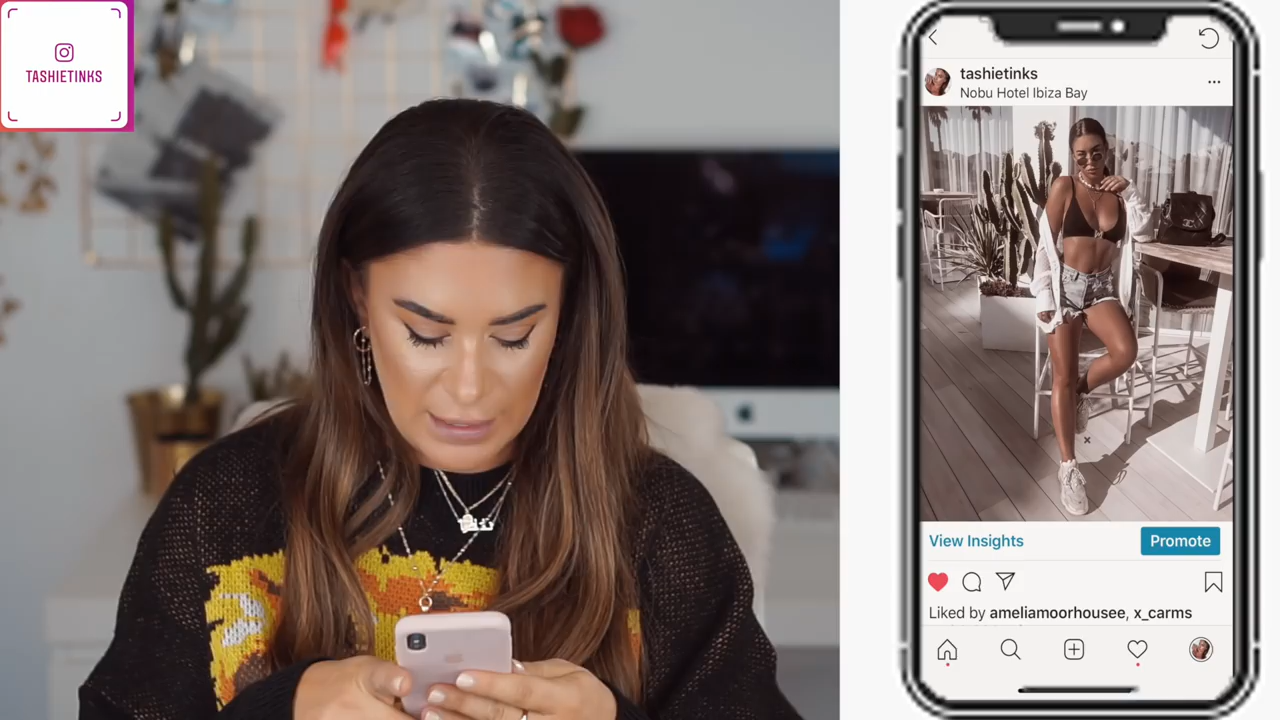 TASHIETINKS
tashietinks
Nobu Hotel Ibiza Bay
View Insights
Promote
Liked by ameliamoorhousee, x_carms